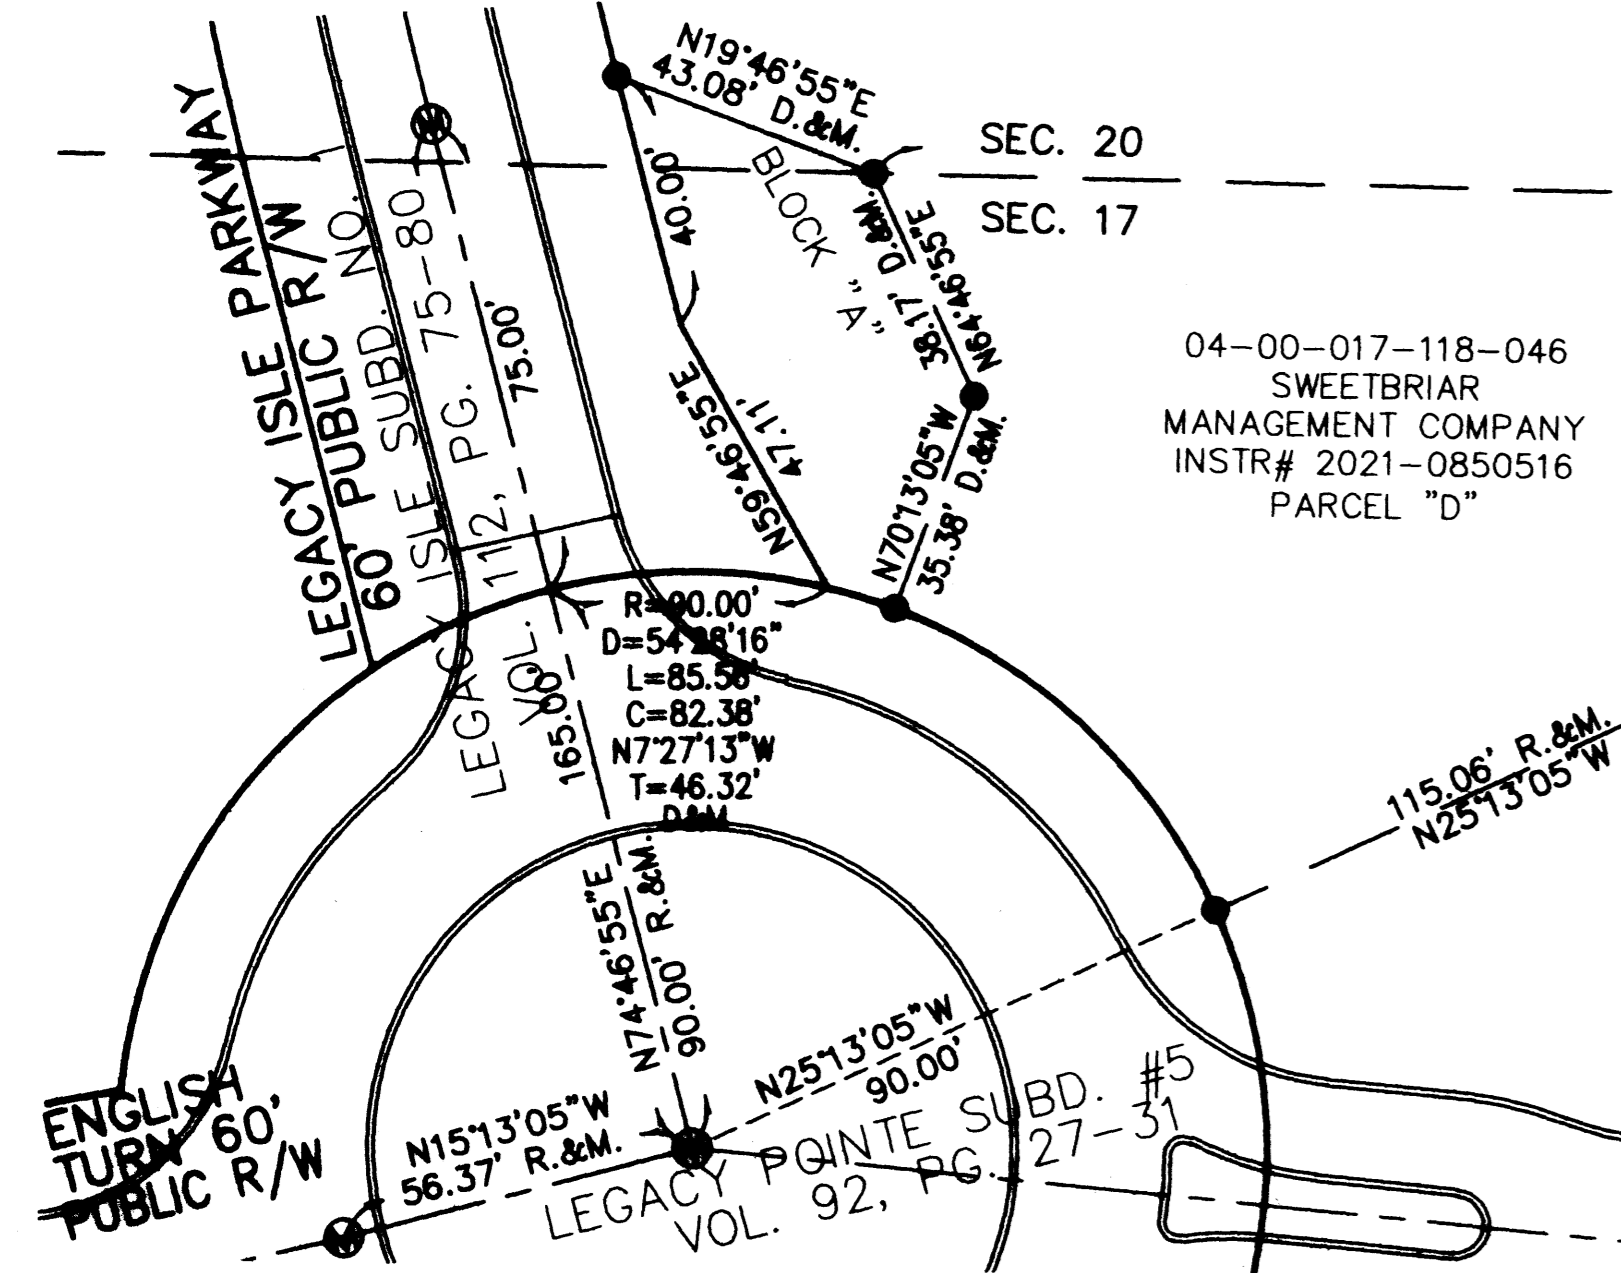 N19°46'55"E
43.08' D.&M.
SEC. 20
SEC. 17
BLOCK "A"
40.00'
LEGACY ISLE PARKWAY
60' PUBLIC R/W
LEGACY ISLE SUBD. NO. 1
VOL. 112, PG. 75-80
75.00'
N64°46'55"E
38.17' D.&M.
04-00-017-118-046
SWEETBRIAR
MANAGEMENT COMPANY
INSTR# 2021-0850516
PARCEL "D"
N59°46'55"E
47.11'
N70°13'05"W
35.38' D.&M.
R=90.00'
D=54°28'16"
L=85.56'
C=82.38'
N7°27'13"W
T=46.32'
D&M
165.00'
115.06' R.&M.
N25°13'05"W
N74°46'55"E
90.00' R.&M.
N25°13'05"W
90.00'
N15°13'05"W
56.37' R.&M.
ENGLISH
TURN 60'
PUBLIC R/W
LEGACY POINTE SUBD. #5
VOL. 92, PG. 27-31